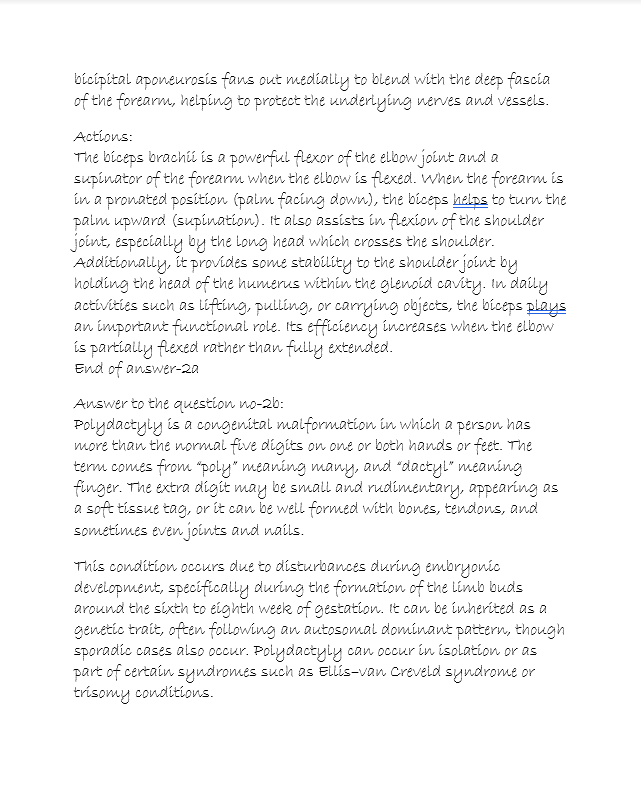 bicipital aponeurosis fans out medially to blend with the deep fascia
of the forearm, helping to protect the underlying nerves and vessels.
Actions:
The biceps brachii is a powerful flexor of the elbow joint and a
supinator of the forearm when the elbow is flexed. When the forearm is
in a pronated position (palm facing down), the biceps helps to turn the
palm upward (supination). It also assists in flexion of the shoulder
joint, especially by the long head which crosses the shoulder.
Additionally, it provides some stability to the shoulder joint by
holding the head of the humerus within the glenoid cavity. In daily
activities such as lifting, pulling, or carrying objects, the biceps plays
an important functional role. Its efficiency increases when the elbow
is partially flexed rather than fully extended.
End of answer-2a
Answer to the question no-2b:
Polydactyly is a congenital malformation in which a person has
more than the normal five digits on one or both hands or feet. The
term comes from “poly” meaning many, and “dactyl” meaning
finger. The extra digit may be small and rudimentary, appearing as
a soft tissue tag, or it can be well formed with bones, tendons, and
sometimes even joints and nails.
This condition occurs due to disturbances during embryonic
development, specifically during the formation of the limb buds
around the sixth to eighth week of gestation. It can be inherited as a
genetic trait, often following an autosomal dominant pattern, though
sporadic cases also occur. Polydactyly can occur in isolation or as
part of certain syndromes such as Ellis–van Creveld syndrome or
trisomy conditions.